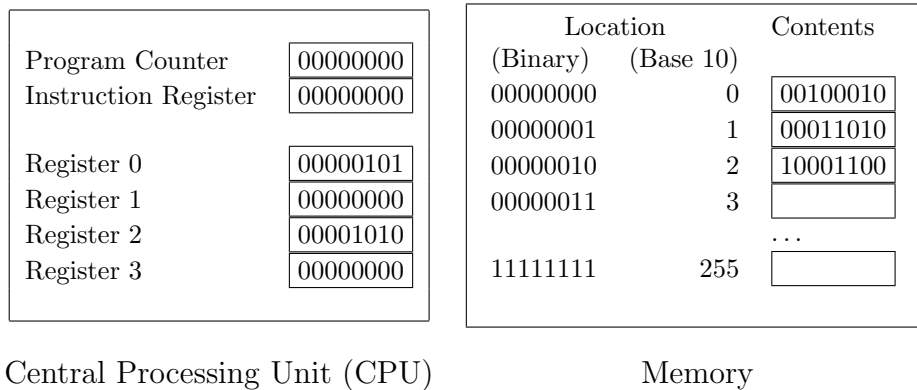 Program Counter 00000000
Instruction Register 00000000
Register 0 00000101
Register 1 00000000
Register 2 00001010
Register 3 00000000
Central Processing Unit (CPU)
Location Contents
(Binary) (Base 10)
00000000 0 00100010
00000001 1 00011010
00000010 2 10001100
00000011 3
...
11111111 255
Memory